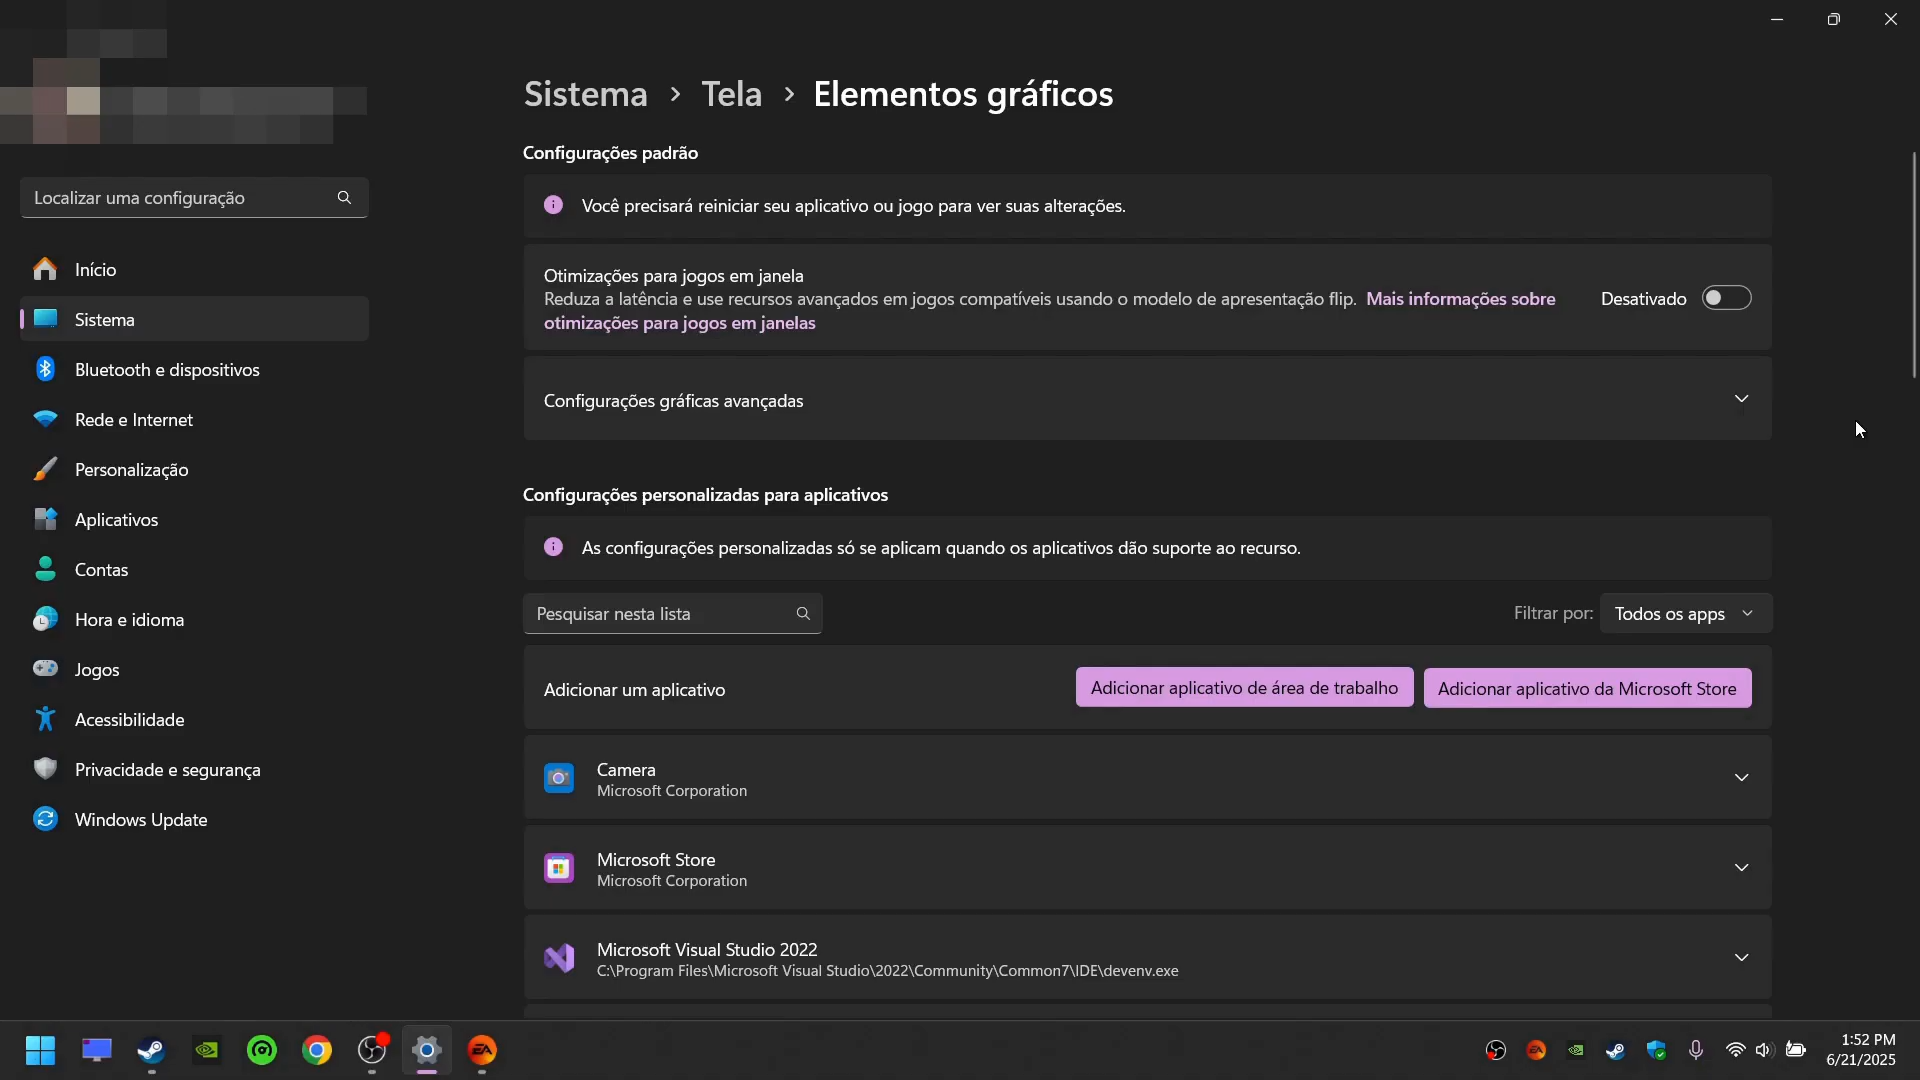 Sistema > Tela > Elementos gráficos
Configurações padrão
Localizar uma configuração
Você precisará reiniciar seu aplicativo ou jogo para ver suas alterações.
Início
Sistema
Bluetooth e dispositivos
Rede e Internet
Personalização
Aplicativos
Contas
Hora e idioma
Jogos
Acessibilidade
Privacidade e segurança
Windows Update
Otimizações para jogos em janela
Reduza a latência e use recursos avançados em jogos compatíveis usando o modelo de apresentação flip. Mais informações sobre
otimizações para jogos em janelas
Desativado
Configurações gráficas avançadas
Configurações personalizadas para aplicativos
As configurações personalizadas só se aplicam quando os aplicativos dão suporte ao recurso.
Pesquisar nesta lista
Filtrar por: Todos os apps
Adicionar um aplicativo
Adicionar aplicativo de área de trabalho
Adicionar aplicativo da Microsoft Store
Camera
Microsoft Corporation
Microsoft Store
Microsoft Corporation
Microsoft Visual Studio 2022
C:\Program Files\Microsoft Visual Studio\2022\Community\Common7\IDE\devenv.exe
EA
EA
1:52 PM
6/21/2025